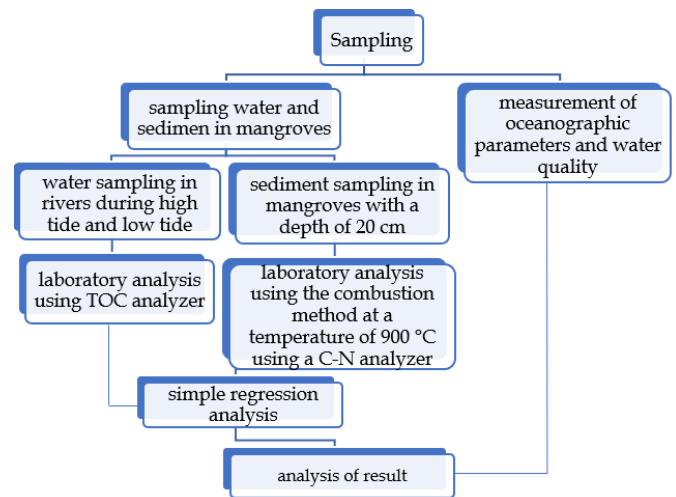 Sampling
sampling water and
sedimen in mangroves
measurement of
oceanographic
parameters and water
quality
water sampling in
rivers during high
tide and low tide
sediment sampling in
mangroves with a
depth of 20 cm
laboratory analysis
using TOC analyzer
laboratory analysis
using the combustion
method at a
temperature of 900 °C
using a C-N analyzer
simple regression
analysis
analysis of result